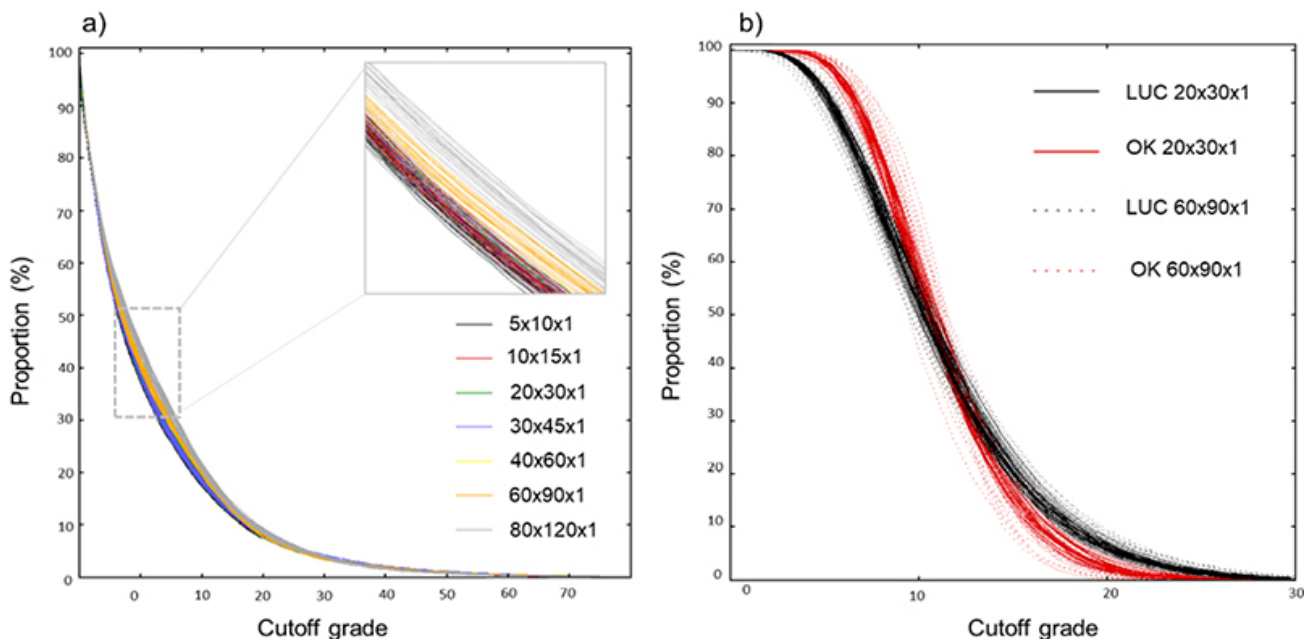 a)
100
90
80
70
60
50
40
30
20
10
0
Proportion (%)
5x10x1
10x15x1
20x30x1
30x45x1
40x60x1
60x90x1
80x120x1
0 10 20 30 40 50 60 70
Cutoff grade
b)
100
90
80
70
60
50
40
30
20
10
0
Proportion (%)
LUC 20x30x1
OK 20x30x1
LUC 60x90x1
OK 60x90x1
0 10 20 30
Cutoff grade